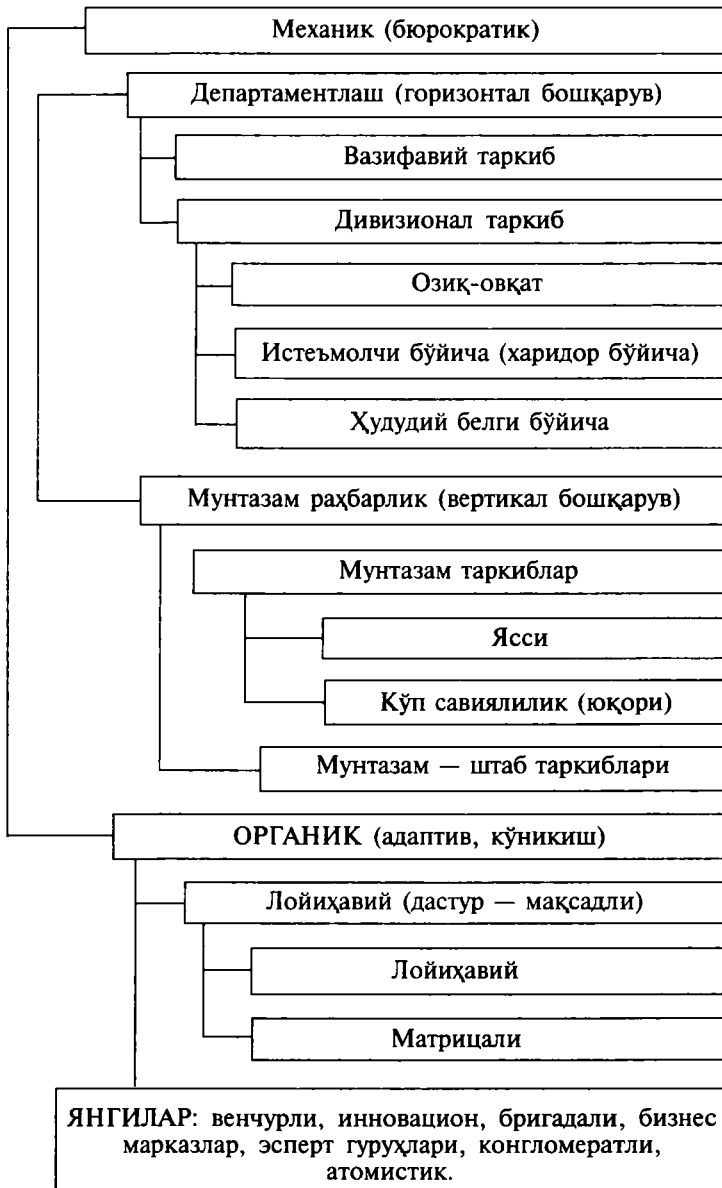 Механик (бюрократик)
Департаментлаш (горизонтал бошқарув)
Вазифавий таркиб
Дивизионал таркиб
Озиқ-овқат
Истеъмолчи бўйича (харидор бўйича)
Ҳудудий белги бўйича
Мунтазам раҳбарлик (вертикал бошқарув)
Мунтазам таркиблар
Ясси
Кўп савиялилик (юқори)
Мунтазам — штаб таркиблари
ОРГАНИК (адаптив, кўникиш)
Лойиҳавий (дастур — мақсадли)
Лойиҳавий
Матрицали
ЯНГИЛАР: венчурли, инновацион, бригадали, бизнес
марказлар, эсперт гуруҳлари, конгломератли,
атомистик.